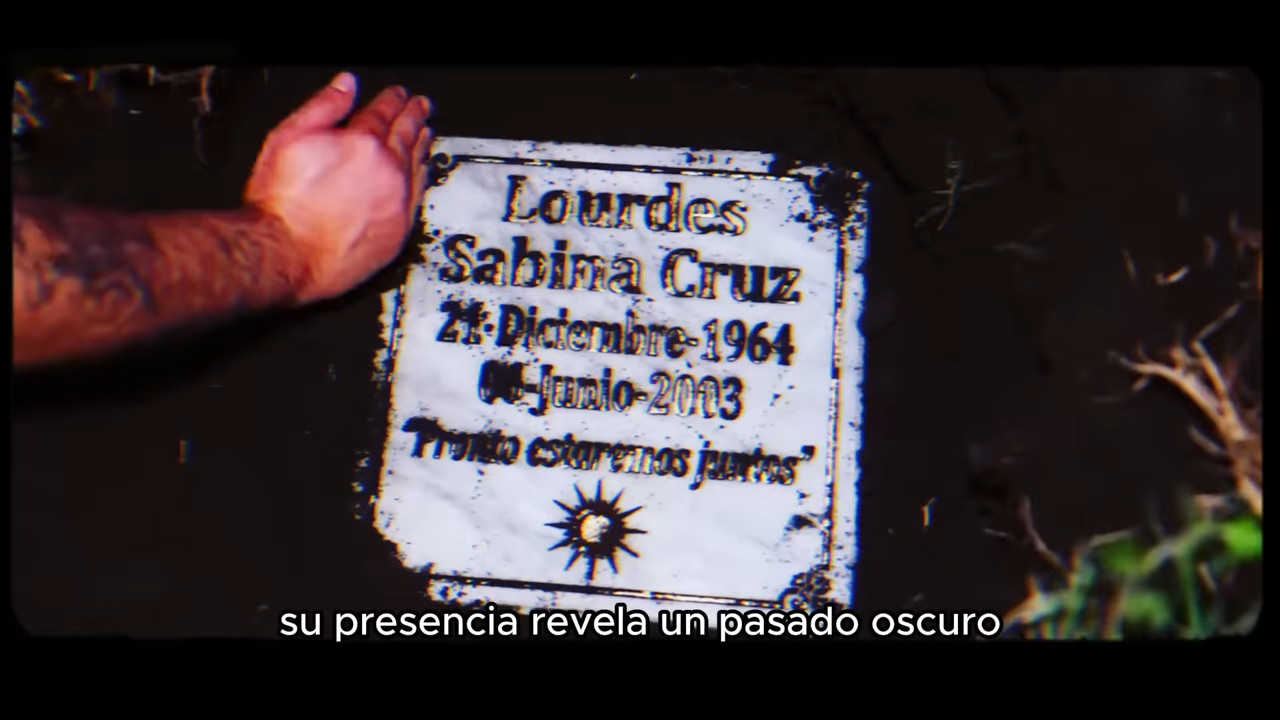 Lourdes
Sabina Cruz
21-Diciembre-1964
Junio-2003
"Pronto estaremos juntos"
su presencia revela un pasado oscuro